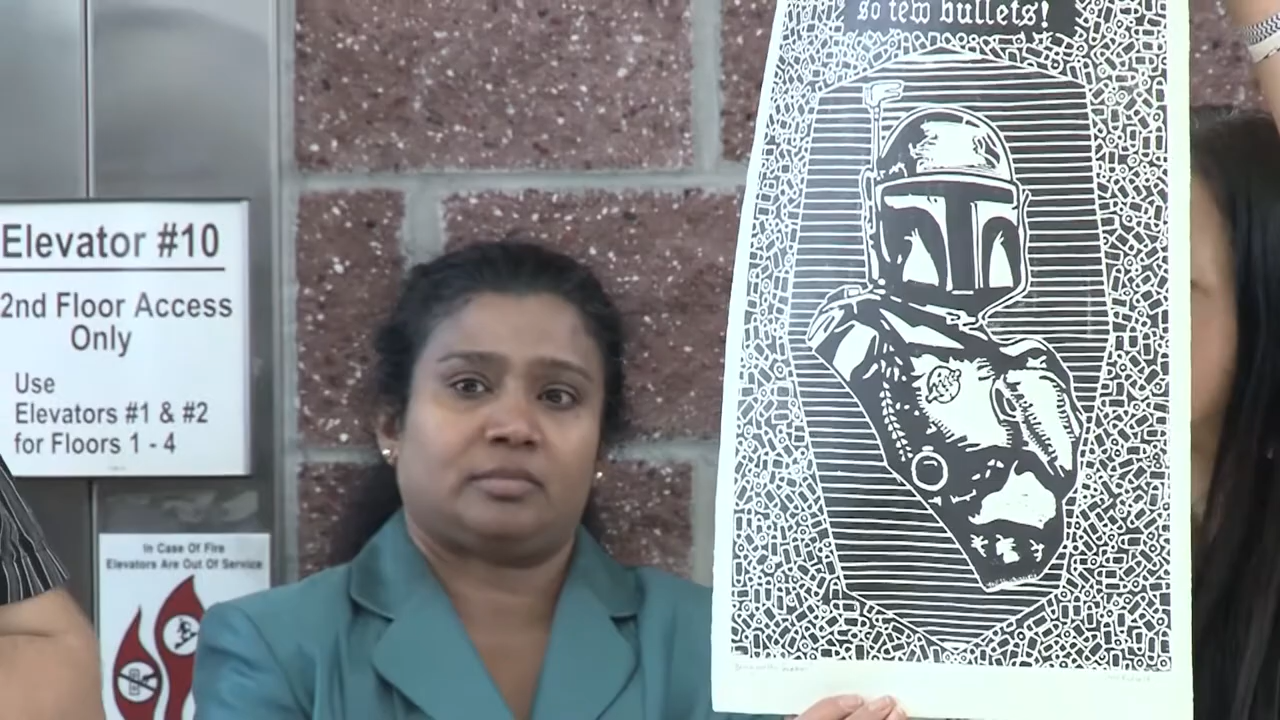 so few bullets!
Elevator #10
2nd Floor Access
Only
Use
Elevators #1 & #2
for Floors 1 - 4
In Case Of Fire
Elevators Are Out Of Service